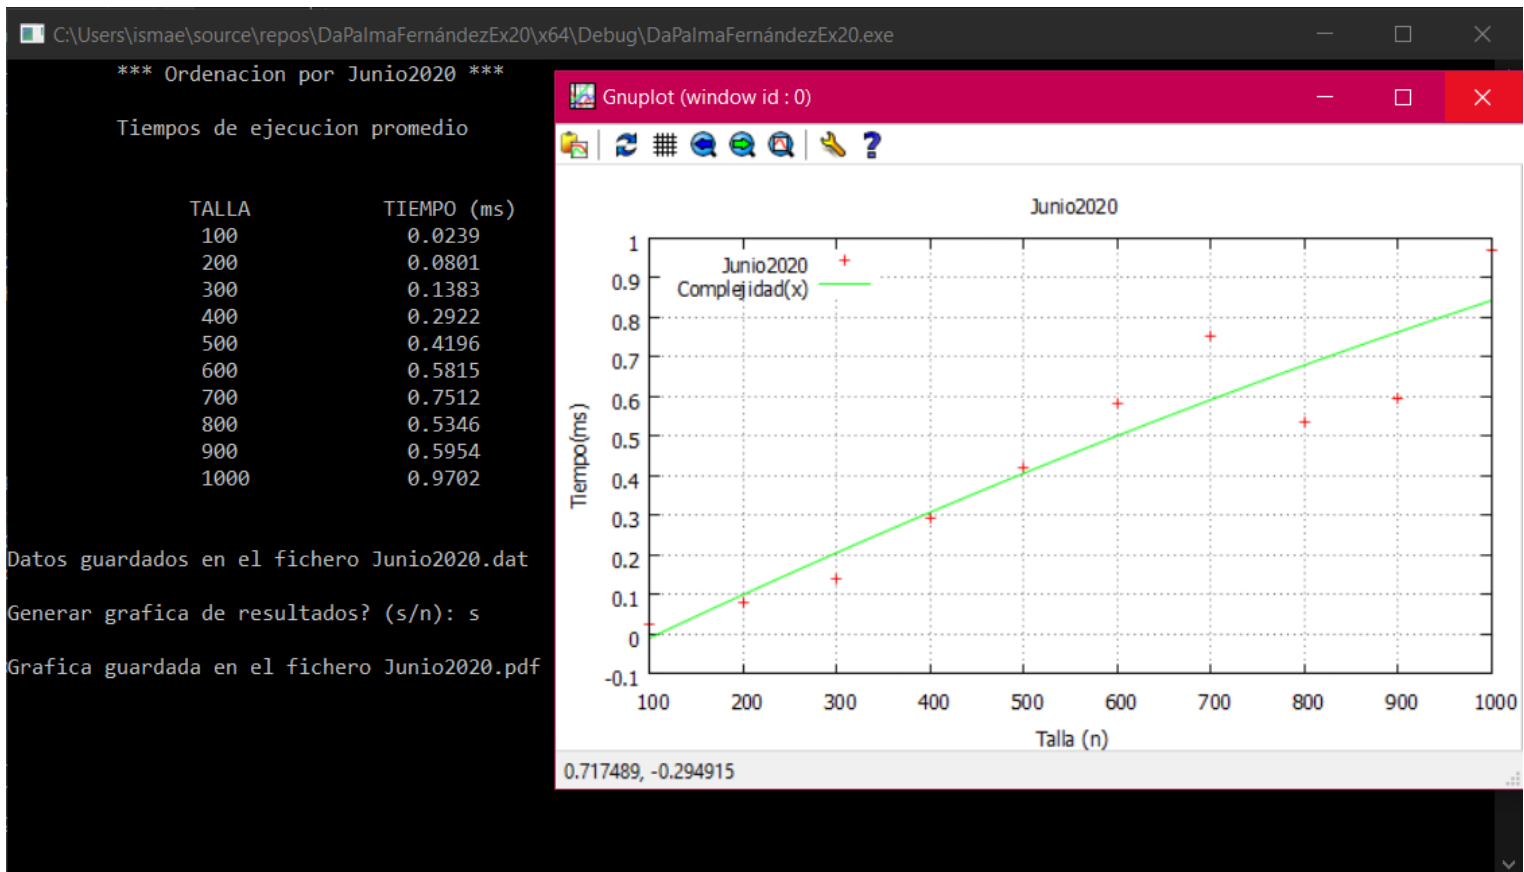 C:\Users\ismae\source\repos\DaPalmaFernándezEx20\x64\Debug\DaPalmaFernándezEx20.exe
*** Ordenacion por Junio2020 ***
Tiempos de ejecucion promedio
TALLA TIEMPO (ms)
100 0.0239
200 0.0801
300 0.1383
400 0.2922
500 0.4196
600 0.5815
700 0.7512
800 0.5346
900 0.5954
1000 0.9702
Datos guardados en el fichero Junio2020.dat
Generar grafica de resultados? (s/n): s
Grafica guardada en el fichero Junio2020.pdf
Gnuplot (window id : 0)
Junio2020
Junio2020
Complejidad(x)
1
0.9
0.8
0.7
0.6
0.5
0.4
0.3
0.2
0.1
0
-0.1
Tiempo(ms)
100 200 300 400 500 600 700 800 900 1000
Talla (n)
0.717489, -0.294915